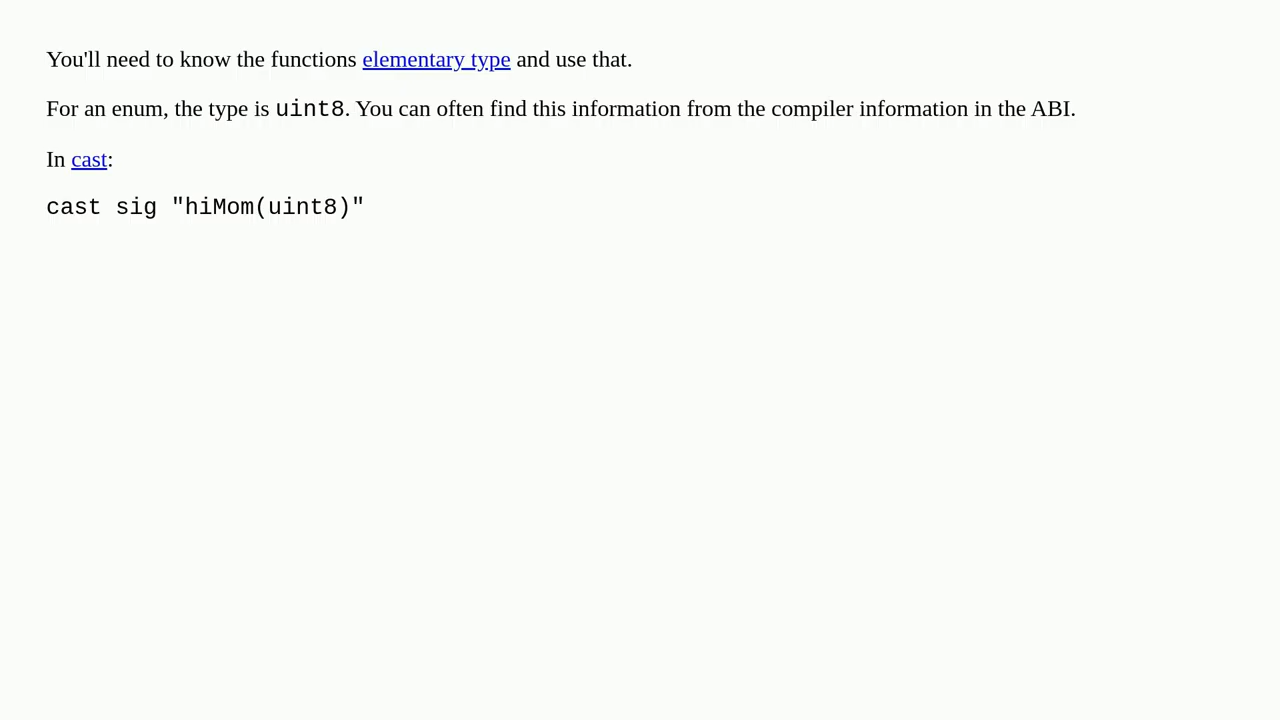 You'll need to know the functions elementary type and use that.
For an enum, the type is uint8. You can often find this information from the compiler information in the ABI.
In cast:
cast sig "hiMom(uint8)"